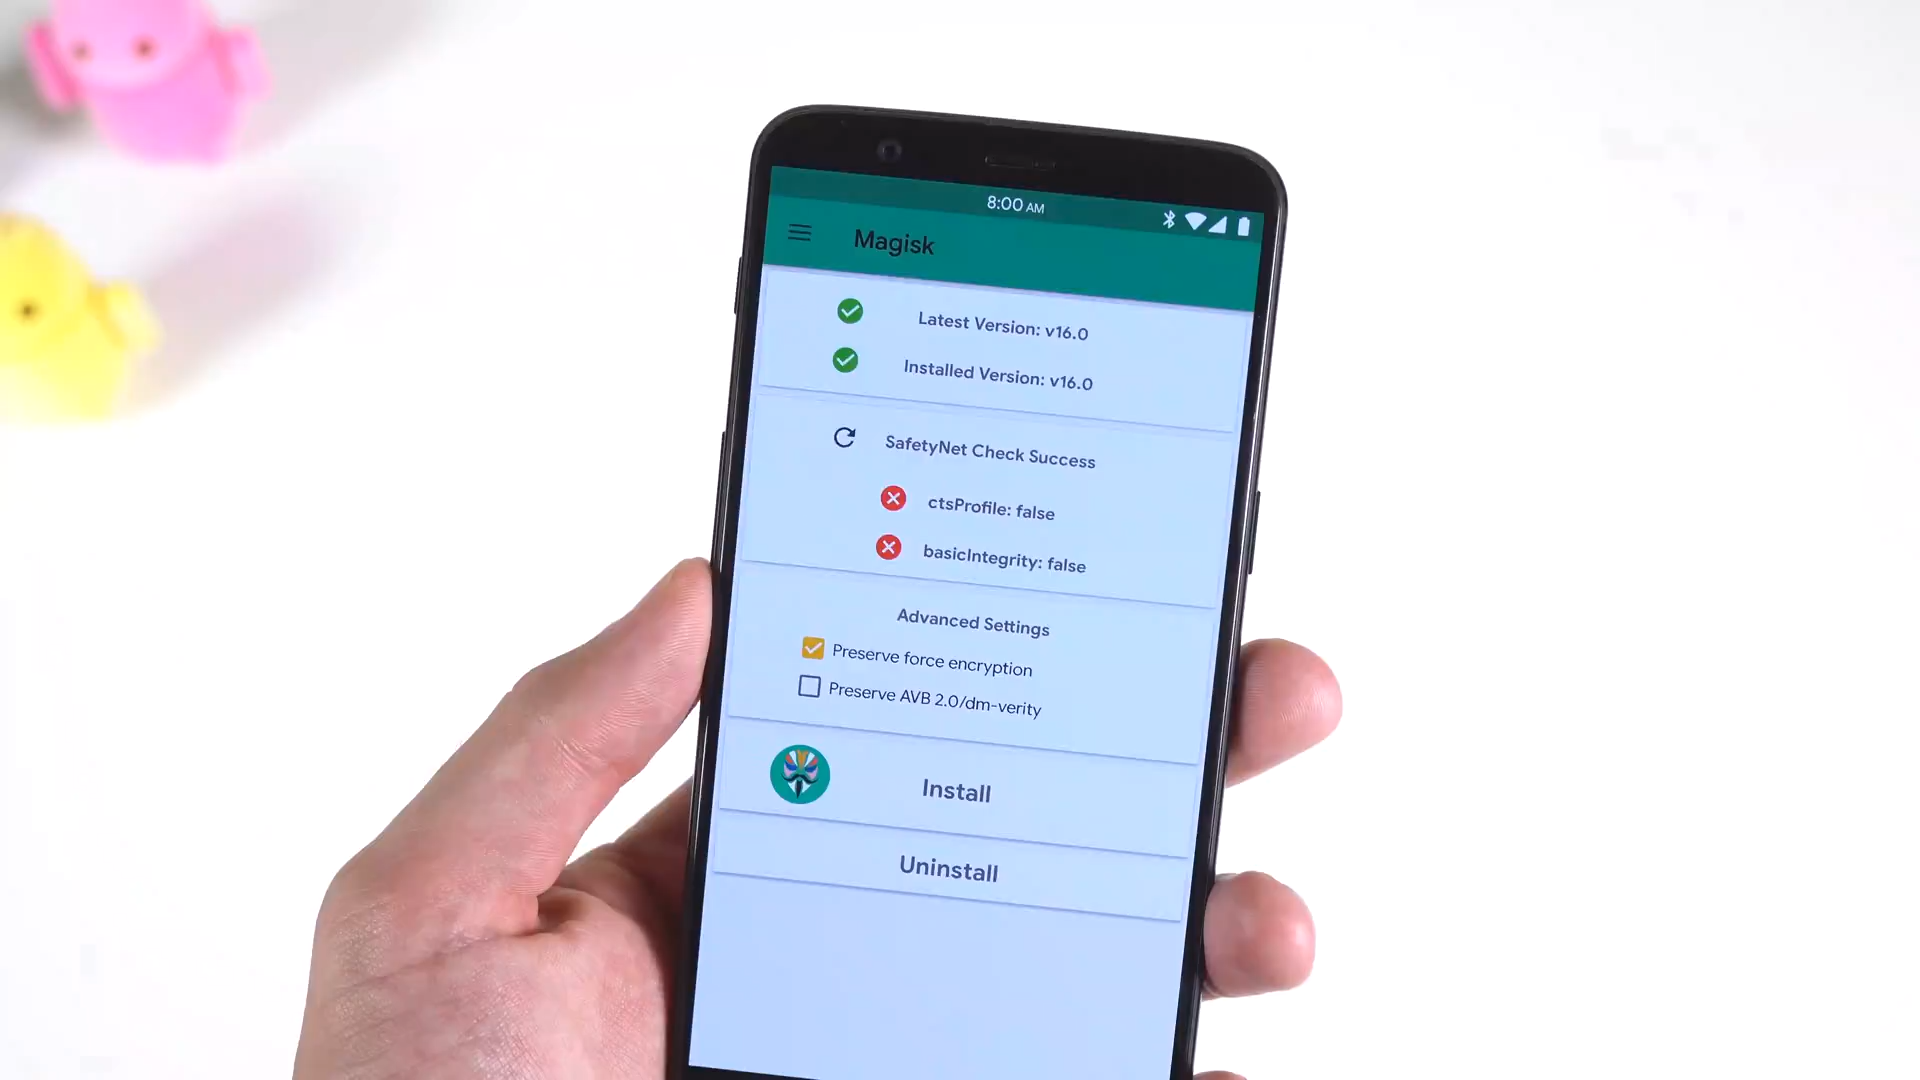 8:00 AM
Magisk
Latest Version: v16.0
Installed Version: v16.0
SafetyNet Check Success
ctsProfile: false
basicIntegrity: false
Advanced Settings
Preserve force encryption
Preserve AVB 2.0/dm-verity
Install
Uninstall